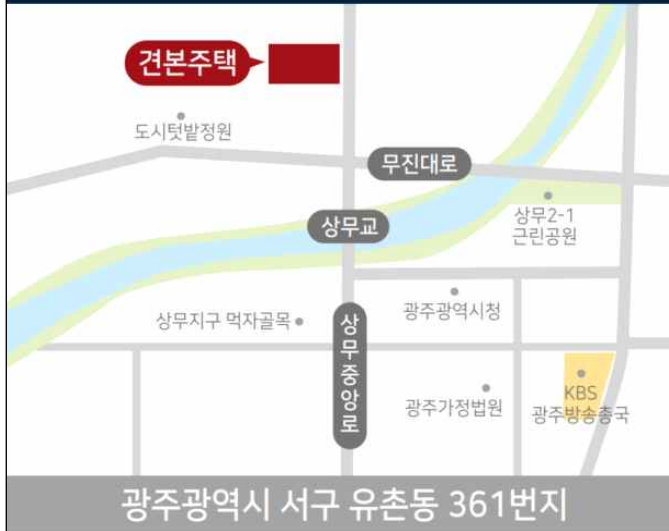 견본주택
도시텃밭정원
무진대로
상무2-1
근린공원
상무교
광주광역시청
상무지구 먹자골목
상무중앙로
KBS
광주방송총국
광주가정법원
광주광역시 서구 유촌동 361번지